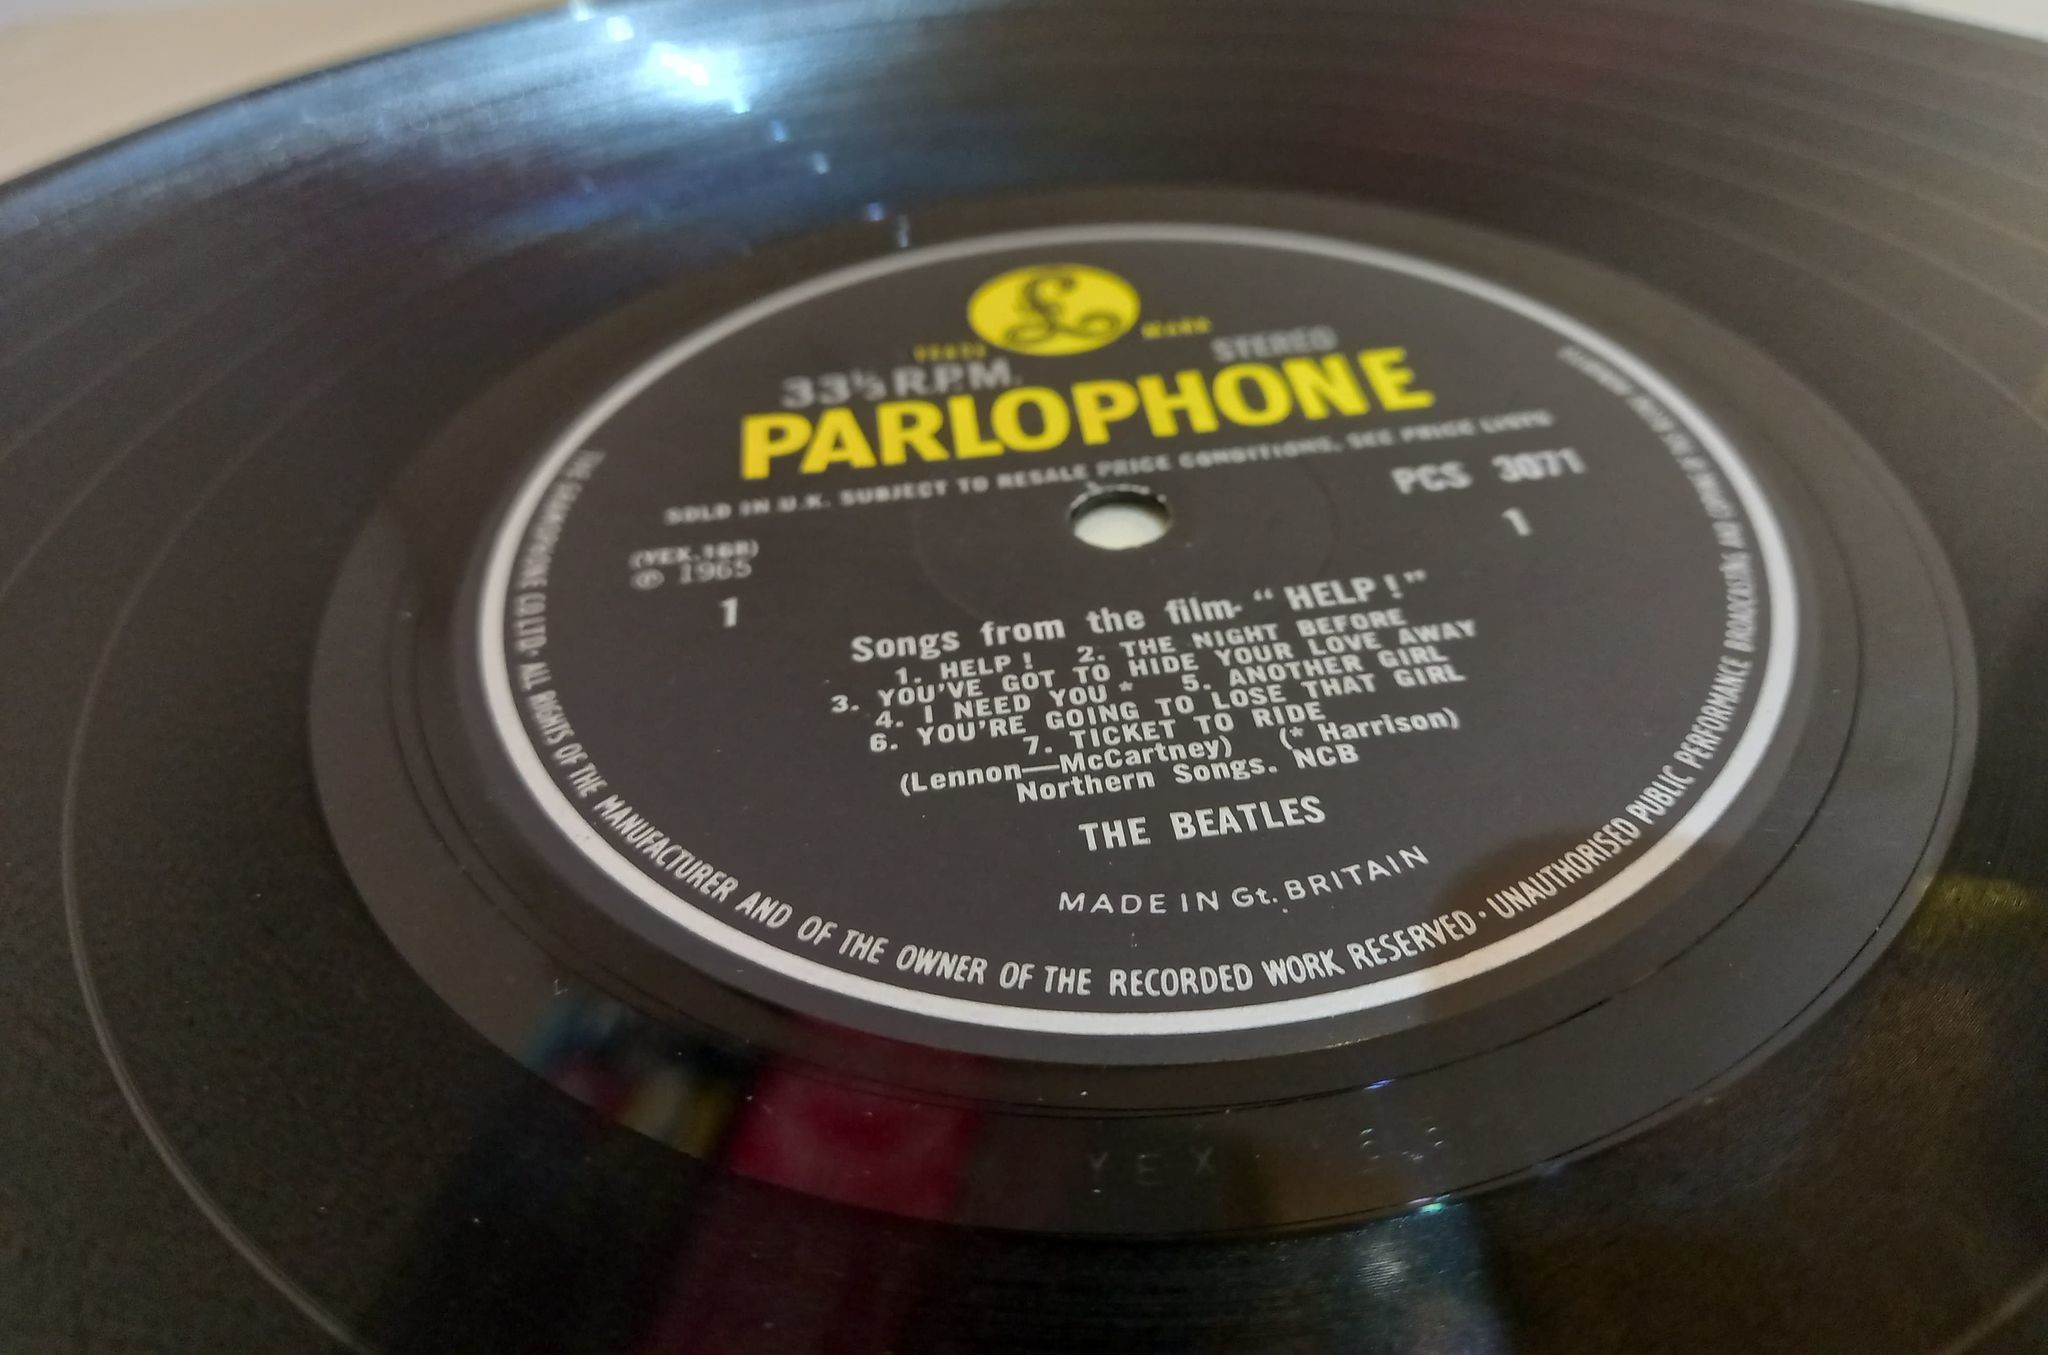 £
TRADE MARK
33⅓ R.P.M. STEREO
PARLOPHONE
SOLD IN U.K. SUBJECT TO RESALE PRICE CONDITIONS, SEE PRICE LISTS
PCS 3071
(YEX.168)
℗ 1965
1 1
Songs from the film- “HELP!”
1. HELP! 2. THE NIGHT BEFORE
3. YOU'VE GOT TO HIDE YOUR LOVE AWAY
4. I NEED YOU * 5. ANOTHER GIRL
6. YOU'RE GOING TO LOSE THAT GIRL
7. TICKET TO RIDE
(Lennon—McCartney) (* Harrison)
Northern Songs. NCB
THE BEATLES
MADE IN Gt. BRITAIN
THE GRAMOPHONE CO LTD · ALL RIGHTS OF THE MANUFACTURER AND OF THE OWNER OF THE RECORDED WORK RESERVED · UNAUTHORISED PUBLIC PERFORMANCE BROADCASTING
YEX